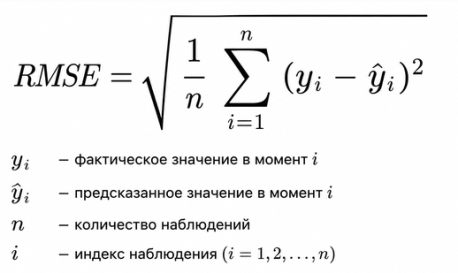 RMSE = √(1/n ∑_{i=1}^{n} (y_i − ŷ_i)²)
y_i – фактическое значение в момент i
ŷ_i – предсказанное значение в момент i
n – количество наблюдений
i – индекс наблюдения (i = 1, 2, . . . , n)